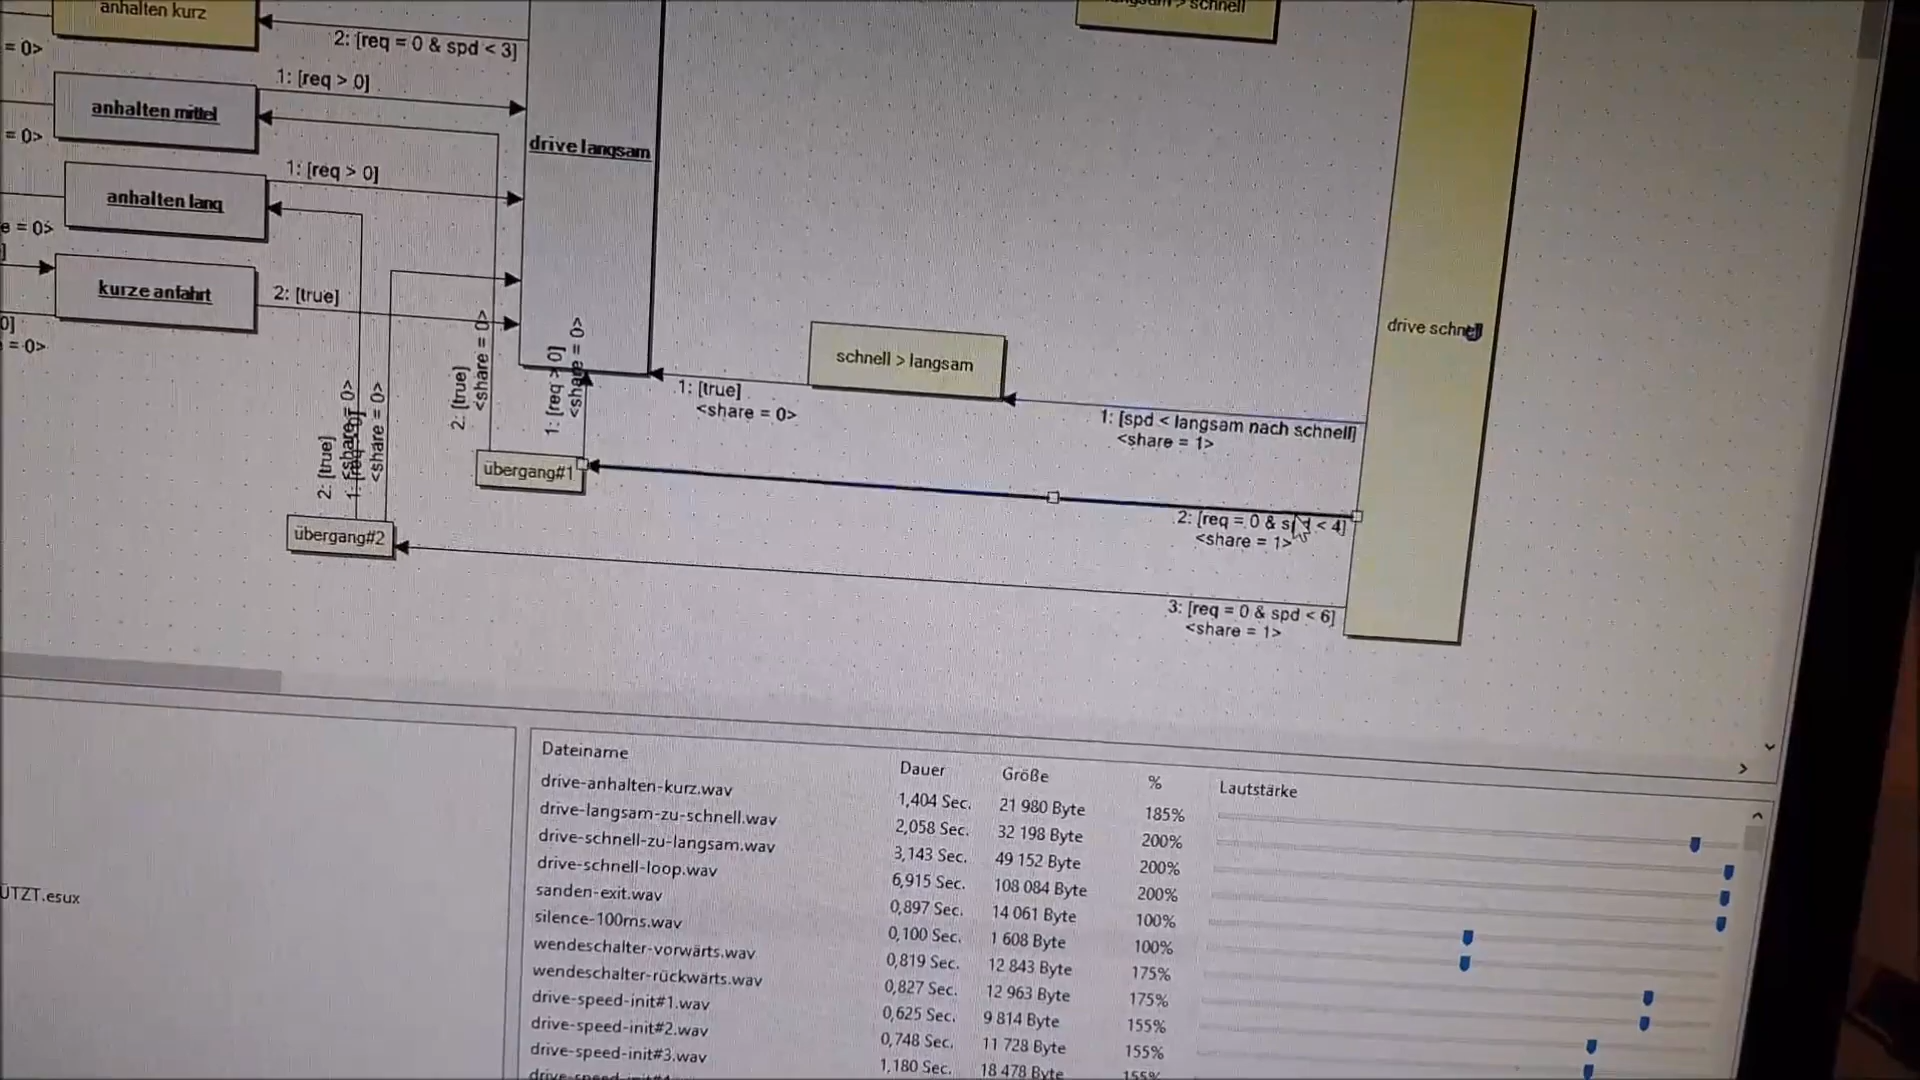 anhalten kurz
> schnell
= 0>
2: [req = 0 & spd < 3]
1: [req > 0]
anhalten mittel
= 0>
drive langsam
1: [req > 0]
anhalten lang
e = 0>
]
kurze anfahrt
2: [true]
0]
= 0>
drive schnell
schnell > langsam
1: [true]
<share = 0>
1: [spd < langsam nach schnell]
<share = 1>
2: [true]
<share = 0>
1: [req > 0]
<share = 0>
2: [true]
<share = 0>
<share = 0>
übergang#1
2: [req = 0 & spd < 4]
<share = 1>
übergang#2
3: [req = 0 & spd < 6]
<share = 1>
ÜTZT.esux
Dateiname Dauer Größe % Lautstärke
drive-anhalten-kurz.wav 1,404 Sec. 21 980 Byte 185%
drive-langsam-zu-schnell.wav 2,058 Sec. 32 198 Byte 200%
drive-schnell-zu-langsam.wav 3,143 Sec. 49 152 Byte 200%
drive-schnell-loop.wav 6,915 Sec. 108 084 Byte 200%
sanden-exit.wav 0,897 Sec. 14 061 Byte 100%
silence-100ms.wav 0,100 Sec. 1 608 Byte 100%
wendeschalter-vorwärts.wav 0,819 Sec. 12 843 Byte 175%
wendeschalter-rückwärts.wav 0,827 Sec. 12 963 Byte 175%
drive-speed-init#1.wav 0,625 Sec. 9 814 Byte 155%
drive-speed-init#2.wav 0,748 Sec. 11 728 Byte 155%
drive-speed-init#3.wav 1,180 Sec. 18 478 Byte 155%